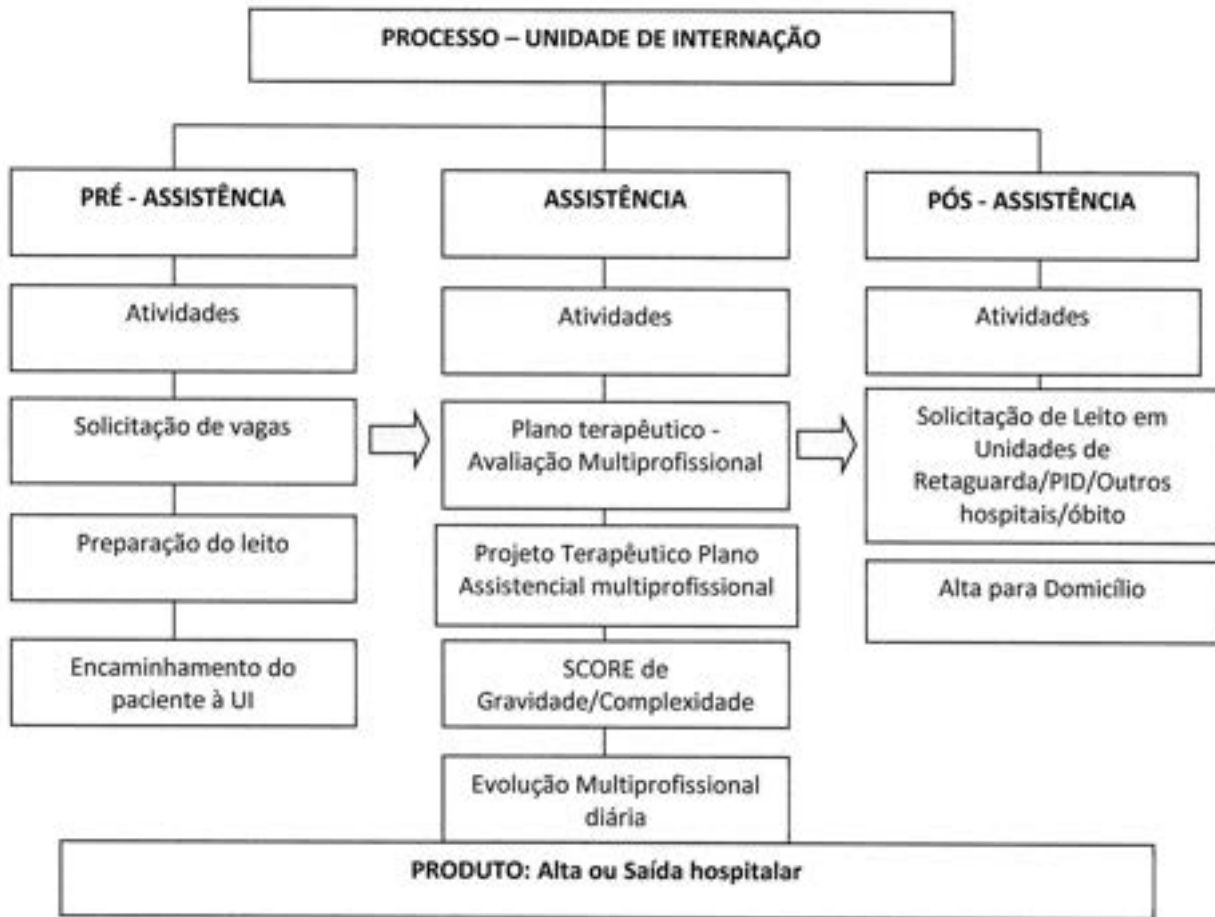 PROCESSO – UNIDADE DE INTERNAÇÃO
PRÉ - ASSISTÊNCIA
Atividades
Solicitação de vagas
Preparação do leito
Encaminhamento do
paciente à UI
ASSISTÊNCIA
Atividades
Plano terapêutico -
Avaliação Multiprofissional
Projeto Terapêutico Plano
Assistencial multiprofissional
SCORE de
Gravidade/Complexidade
Evolução Multiprofissional
diária
PÓS - ASSISTÊNCIA
Atividades
Solicitação de Leito em
Unidades de
Retaguarda/PID/Outros
hospitais/óbito
Alta para Domicílio
PRODUTO: Alta ou Saída hospitalar